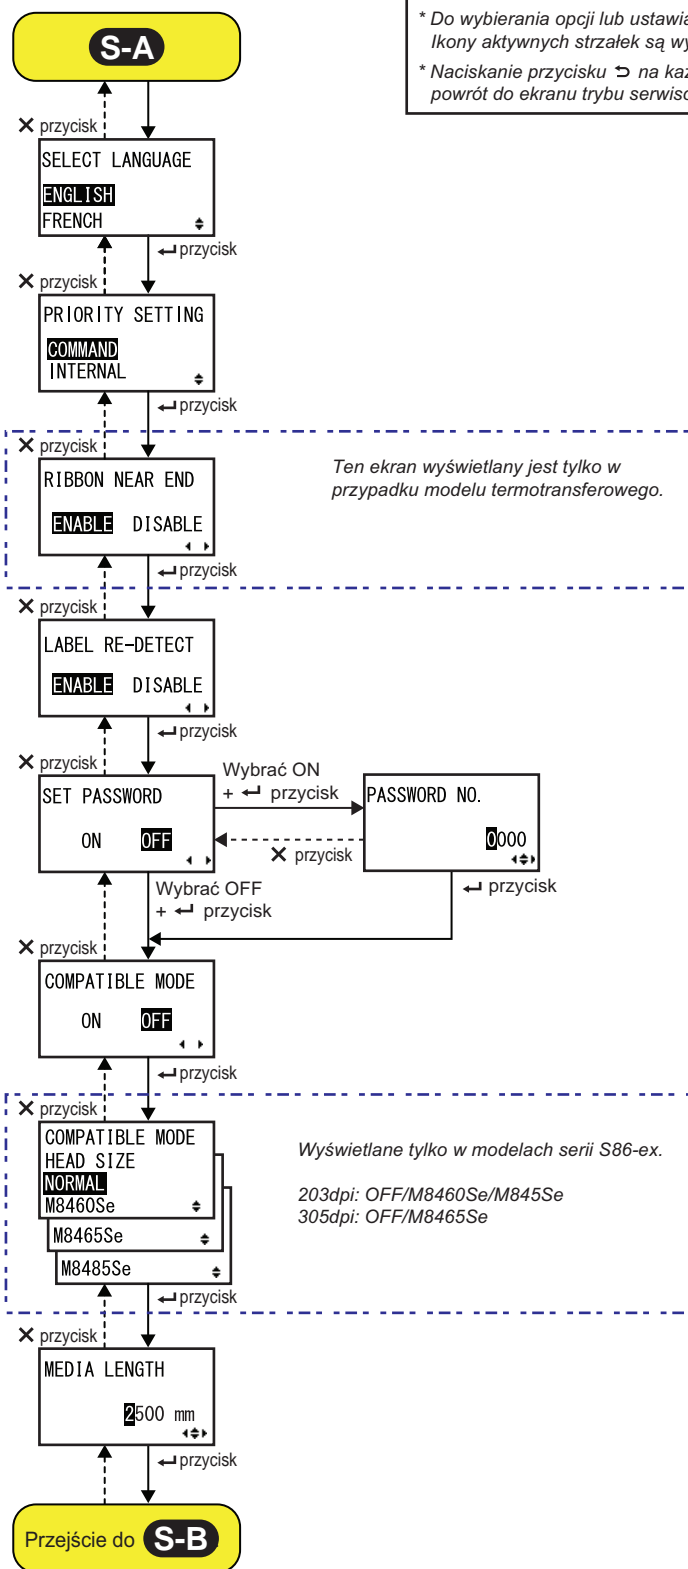 * Do wybierania opcji lub
Ikony aktywnych strzałek są
* Naciskanie przycisku ⮌ na
powrót do ekranu trybu
S-A
✕ przycisk
SELECT LANGUAGE
ENGLISH
FRENCH
↵ przycisk
✕ przycisk
PRIORITY SETTING
COMMAND
INTERNAL
↵ przycisk
✕ przycisk
RIBBON NEAR END
ENABLE DISABLE
Ten ekran wyświetlany jest tylko w
przypadku modelu termotransferowego.
↵ przycisk
✕ przycisk
LABEL RE-DETECT
ENABLE DISABLE
↵ przycisk
✕ przycisk
SET PASSWORD
ON OFF
Wybrać ON
+ ↵ przycisk
✕ przycisk
PASSWORD NO.
0000
↵ przycisk
Wybrać OFF
+ ↵ przycisk
✕ przycisk
COMPATIBLE MODE
ON OFF
↵ przycisk
✕ przycisk
COMPATIBLE MODE
HEAD SIZE
NORMAL
M8460Se
M8465Se
M8485Se
Wyświetlane tylko w modelach serii S86-ex.
203dpi: OFF/M8460Se/M845Se
305dpi: OFF/M8465Se
↵ przycisk
✕ przycisk
MEDIA LENGTH
2500 mm
↵ przycisk
Przejście do S-B